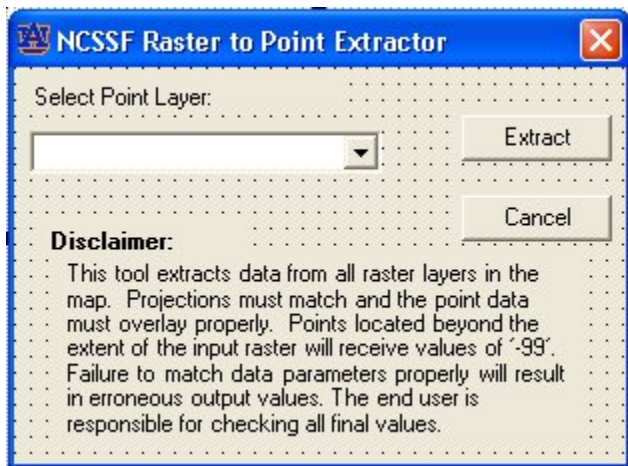 NCSSF Raster to Point Extractor
Select Point Layer:
Extract
Cancel
Disclaimer:
This tool extracts data from all raster layers in the
map.  Projections must match and the point data
must overlay properly.  Points located beyond the
extent of the input raster will receive values of '-99'.
Failure to match data parameters properly will result
in erroneous output values. The end user is
responsible for checking all final values.